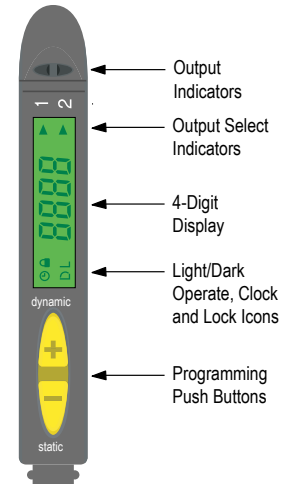 Output
Indicators
1 2
Output Select
Indicators
8888
4-Digit
Display
D L
Light/Dark
Operate, Clock
and Lock Icons
dynamic
+
Programming
Push Buttons
−
static